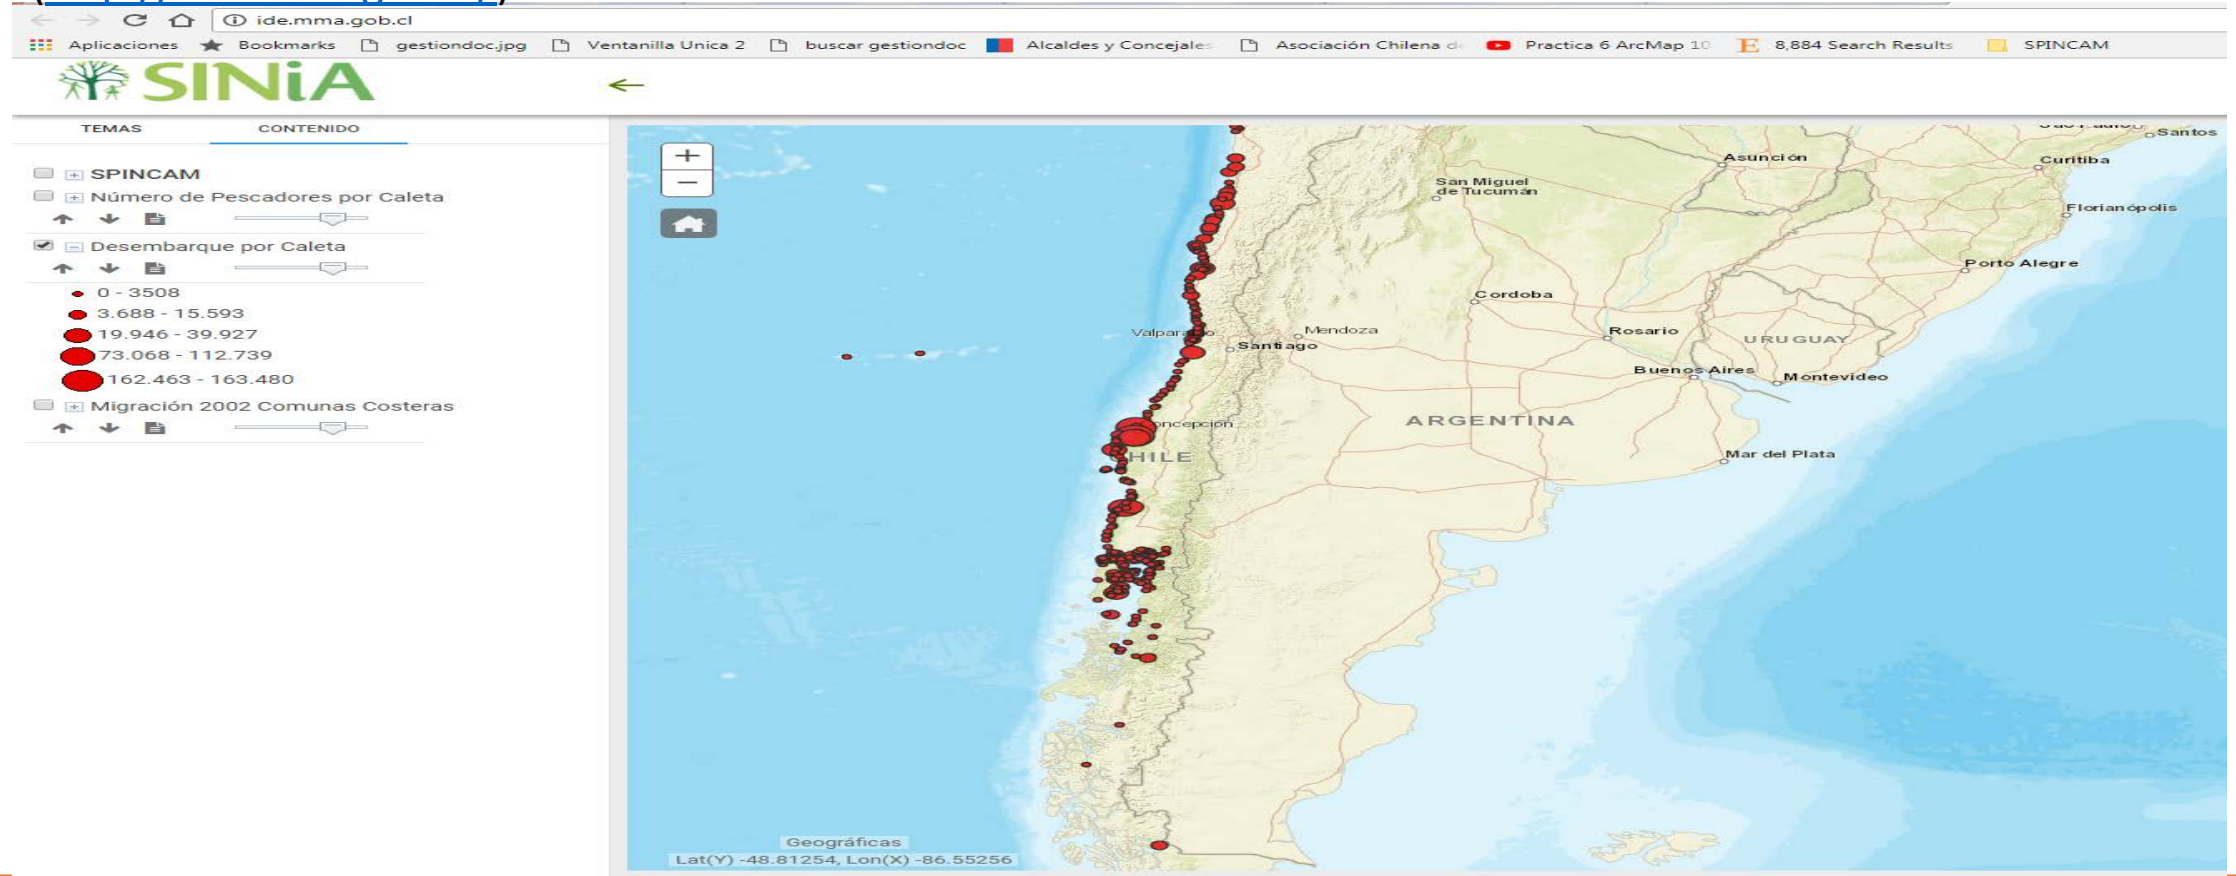 ide.mma.gob.cl
Aplicaciones Bookmarks gestiondoc.jpg Ventanilla Unica 2 buscar gestiondoc Alcaldes y Concejales Asociación Chilena d Practica 6 ArcMap 10 8,884 Search Results SPINCAM
SINiA
TEMAS CONTENIDO
SPINCAM
Número de Pescadores por Caleta
Desembarque por Caleta
0 - 3508
3.688 - 15.593
19.946 - 39.927
73.068 - 112.739
162.463 - 163.480
Migración 2002 Comunas Costeras
Santos
Asunción
Curitiba
San Miguel
de Tucumán
Florianópolis
Porto Alegre
Cordoba
Mendoza
Rosario
URUGUAY
Santiago
Buenos Aires
Montevideo
ARGENTINA
Mar del Plata
Geográficas
Lat(Y) -48.81254, Lon(X) -86.55256